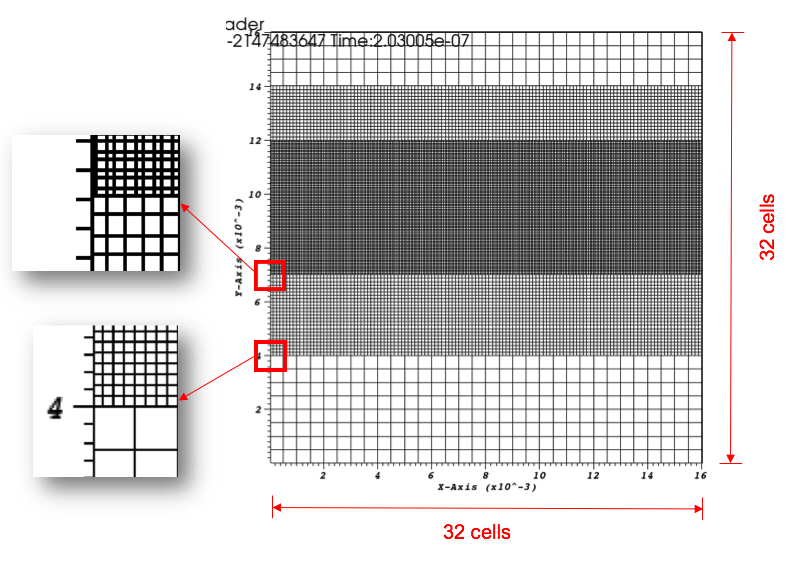 ader
-2147483647 Time:2.03005e-07
14
12
10
8
6
4
2
Y-Axis (x10^-3)
2 4 6 8 10 12 14 16
X-Axis (x10^-3)
32 cells
32 cells
4